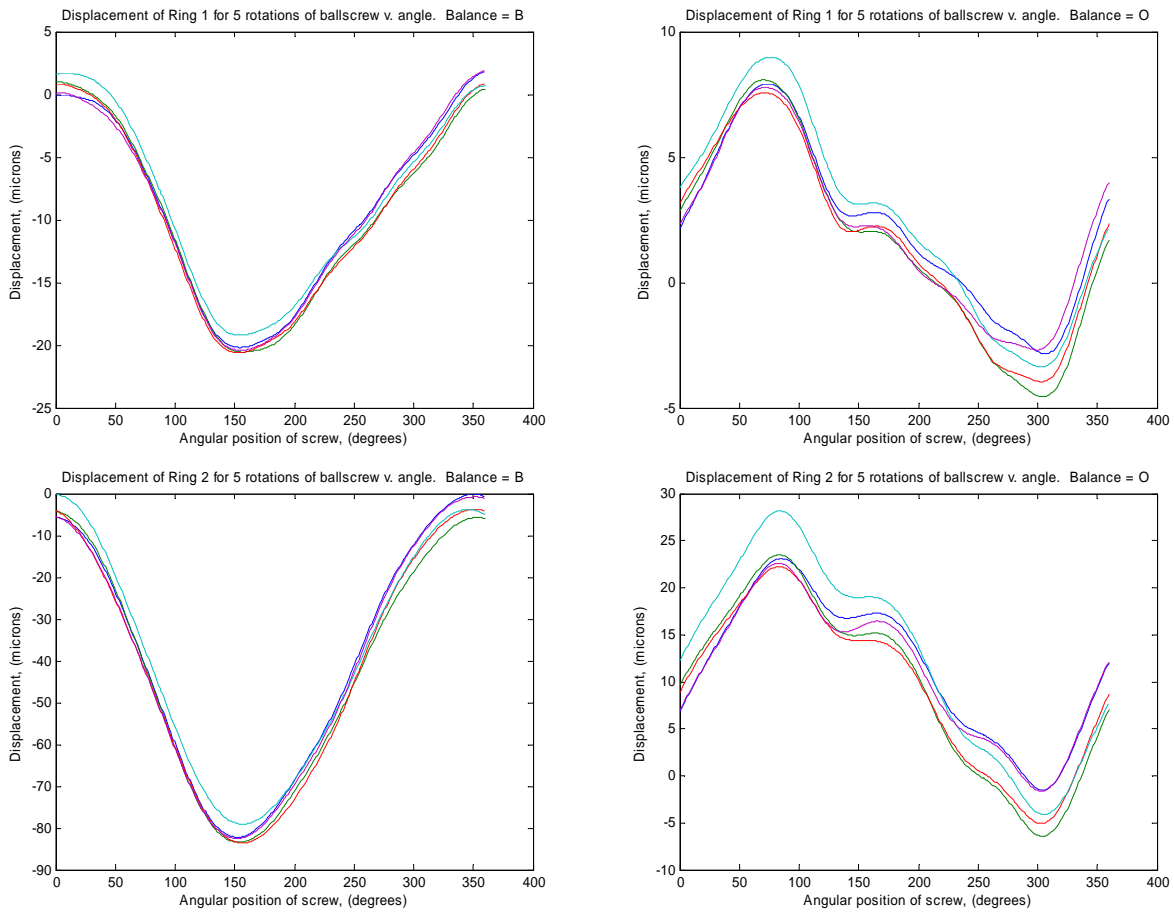 Displacement of Ring 1 for 5 rotations of ballscrew v. angle. Balance = B
5
0
-5
-10
-15
-20
-25
0 50 100 150 200 250 300 350 400
Displacement, (microns)
Angular position of screw, (degrees)
Displacement of Ring 1 for 5 rotations of ballscrew v. angle. Balance = O
10
5
0
-5
0 50 100 150 200 250 300 350 400
Displacement, (microns)
Angular position of screw, (degrees)
Displacement of Ring 2 for 5 rotations of ballscrew v. angle. Balance = B
0
-10
-20
-30
-40
-50
-60
-70
-80
-90
0 50 100 150 200 250 300 350 400
Displacement, (microns)
Angular position of screw, (degrees)
Displacement of Ring 2 for 5 rotations of ballscrew v. angle. Balance = O
30
25
20
15
10
5
0
-5
-10
0 50 100 150 200 250 300 350 400
Displacement, (microns)
Angular position of screw, (degrees)